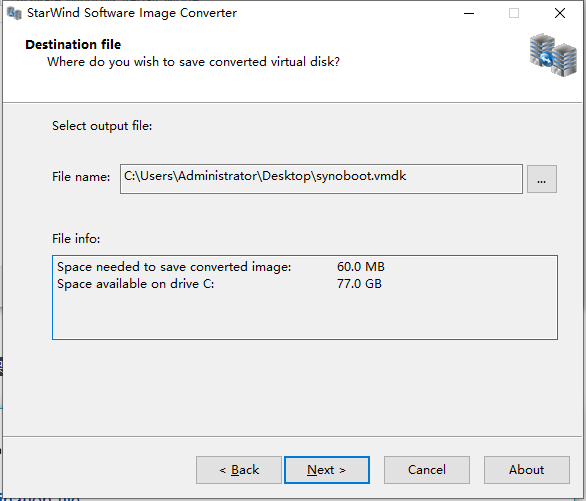 StarWind Software Image Converter
Destination file
Where do you wish to save converted virtual disk?
Select output file:
File name: C:\Users\Administrator\Desktop\synoboot.vmdk ...
File info:
Space needed to save converted image: 60.0 MB
Space available on drive C: 77.0 GB
< Back Next > Cancel About